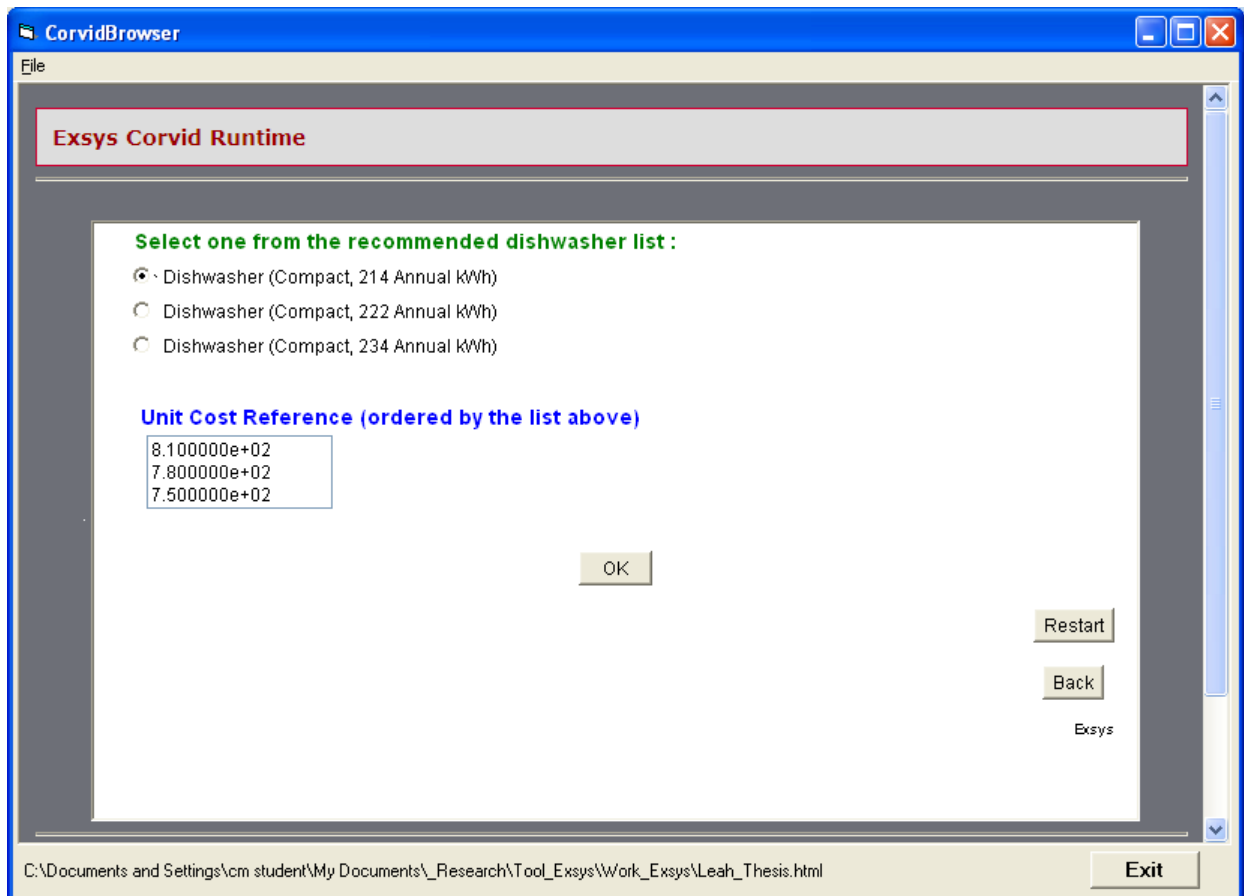 CorvidBrowser
File
Exsys Corvid Runtime
Select one from the recommended dishwasher list :
Dishwasher (Compact, 214 Annual kWh)
Dishwasher (Compact, 222 Annual kWh)
Dishwasher (Compact, 234 Annual kWh)
Unit Cost Reference (ordered by the list above)
8.100000e+02
7.800000e+02
7.500000e+02
OK
Restart
Back
Exsys
C:\Documents and Settings\cm student\My Documents\_Research\Tool_Exsys\Work_Exsys\Leah_Thesis.html
Exit